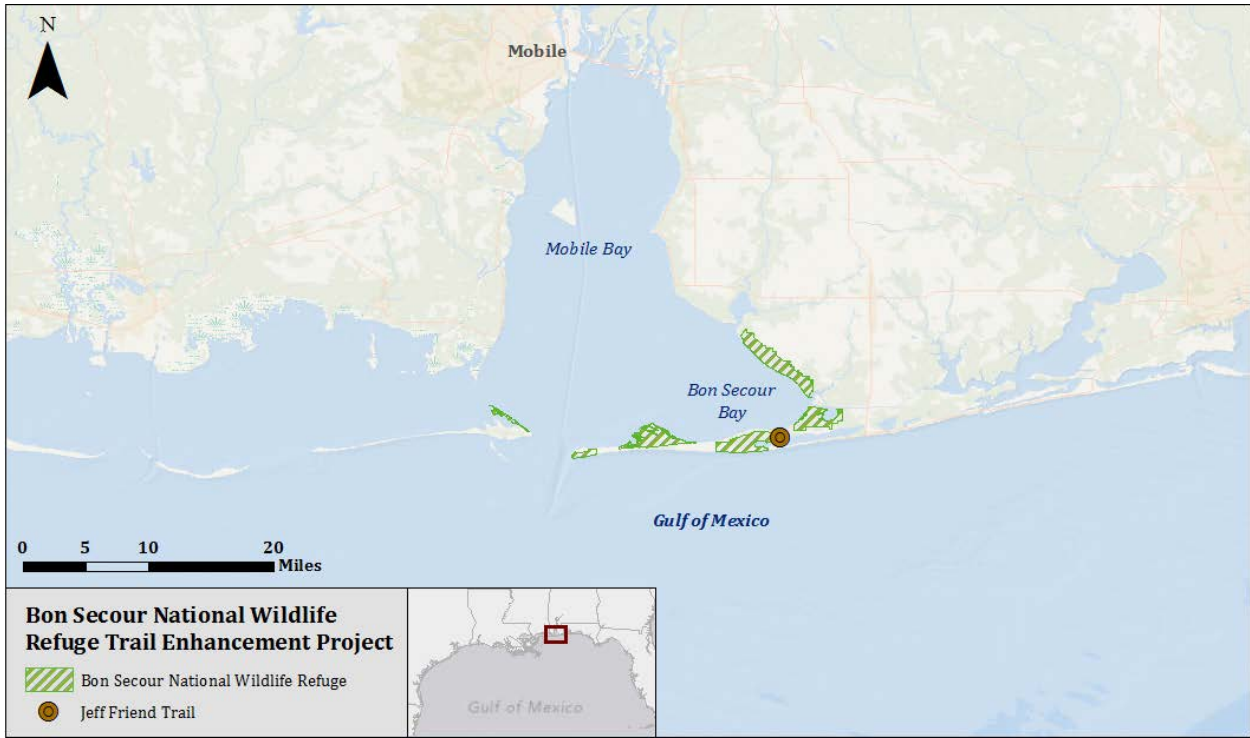 N
Mobile
Mobile Bay
Bon Secour
Bay
Gulf of Mexico
0 5 10 20
Miles
Bon Secour National Wildlife
Refuge Trail Enhancement Project
Bon Secour National Wildlife Refuge
Jeff Friend Trail
Gulf of Mexico